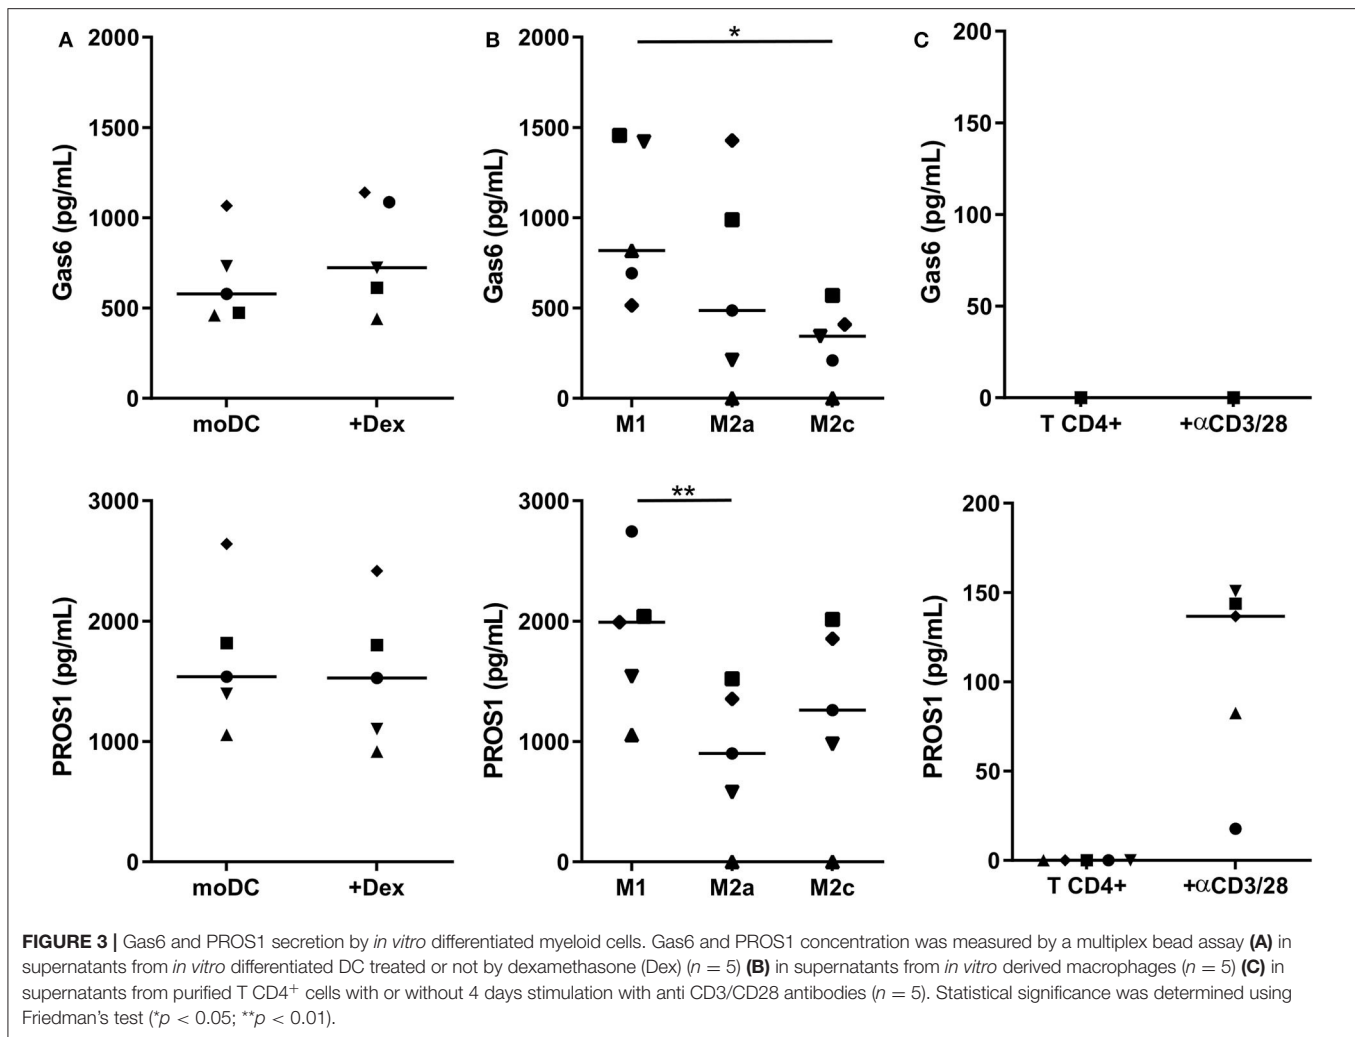 A
2000
1500
1000
500
0
Gas6 (pg/mL)
moDC +Dex
B
2000
1500
1000
500
0
Gas6 (pg/mL)
*
M1 M2a M2c
C
200
150
100
50
0
Gas6 (pg/mL)
T CD4+ +αCD3/28
3000
2000
1000
0
PROS1 (pg/mL)
moDC +Dex
3000
2000
1000
0
PROS1 (pg/mL)
**
M1 M2a M2c
200
150
100
50
0
PROS1 (pg/mL)
T CD4+ +αCD3/28
FIGURE 3 | Gas6 and PROS1 secretion by in vitro differentiated myeloid cells. Gas6 and PROS1 concentration was measured by a multiplex bead assay (A) in
supernatants from in vitro differentiated DC treated or not by dexamethasone (Dex) (n = 5) (B) in supernatants from in vitro derived macrophages (n = 5) (C) in
supernatants from purified T CD4+ cells with or without 4 days stimulation with anti CD3/CD28 antibodies (n = 5). Statistical significance was determined using
Friedman's test (*p < 0.05; **p < 0.01).